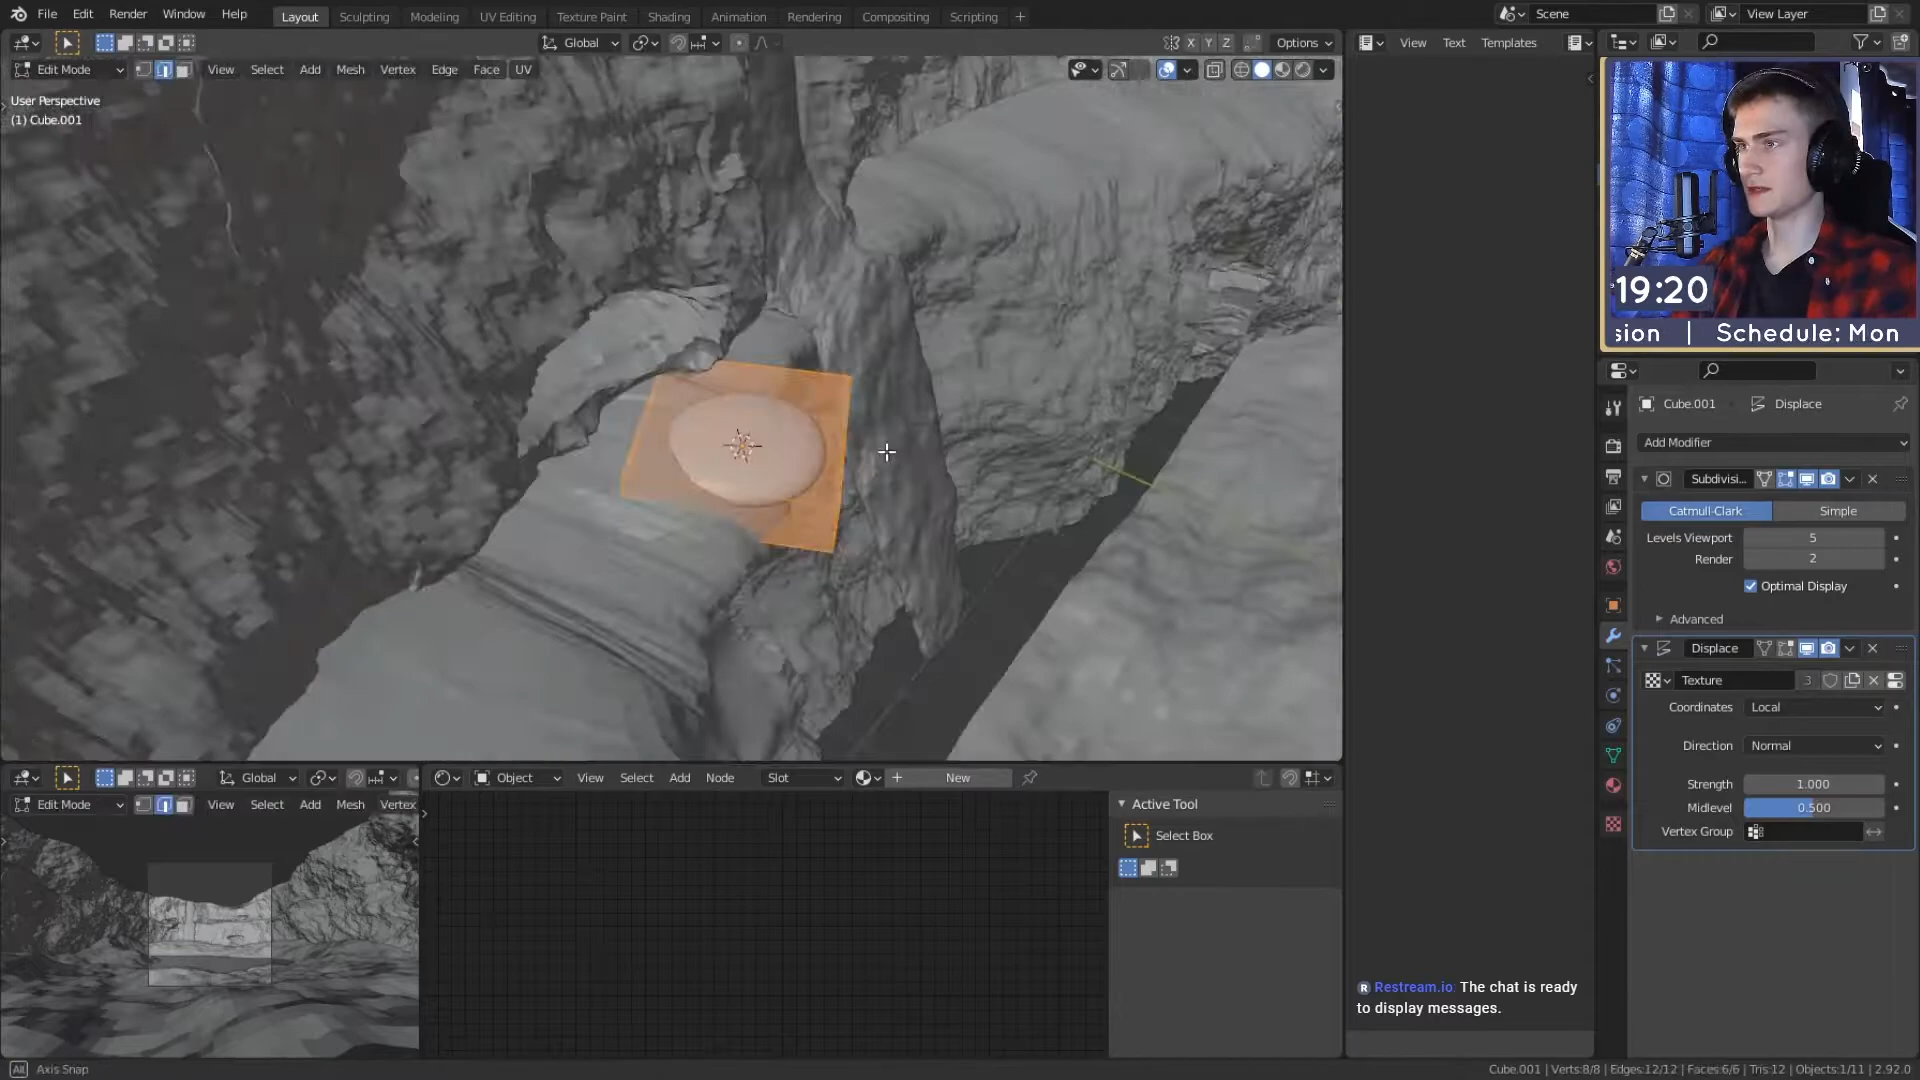 File Edit Render Window Help Layout Sculpting Modeling UV Editing Texture Paint Shading Animation Rendering Compositing Scripting + Scene View Layer
Global X Y Z Options View Text Templates
Edit Mode View Select Add Mesh Vertex Edge Face UV
User Perspective
(1) Cube.001
19:20
sion | Schedule: Mon
Cube.001 Displace
Add Modifier
Subdivisi...
Catmull-Clark Simple
Levels Viewport 5
Render 2
Optimal Display
Advanced
Displace
Texture 3
Coordinates Local
Direction Normal
Strength 1.000
Midlevel 0.500
Vertex Group
Global Object View Select Add Node Slot New
Edit Mode View Select Add Mesh Vertex
Active Tool
Select Box
Restream.io: The chat is ready
to display messages.
Alt Axis Snap
Cube.001 | Verts:8/8 | Edges:12/12 | Faces:6/6 | Tris:12 | Objects:1/11 | 2.92.0